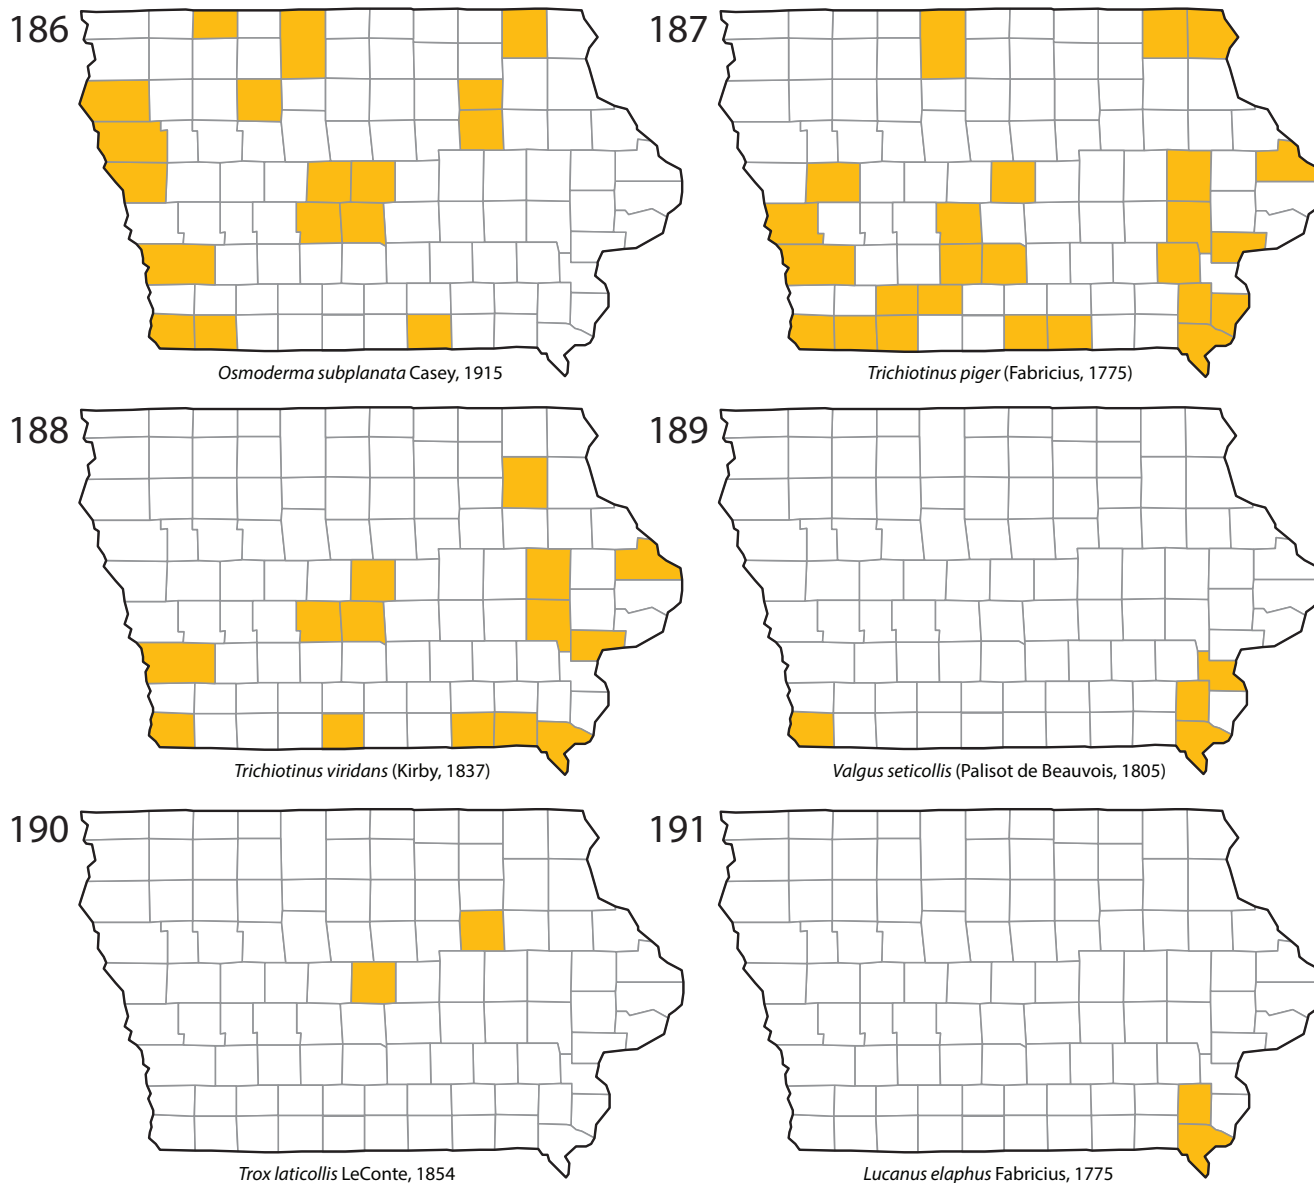 186
Osmoderma subplanata Casey, 1915
187
Trichiotinus piger (Fabricius, 1775)
188
Trichiotinus viridans (Kirby, 1837)
189
Valgus seticollis (Palisot de Beauvois, 1805)
190
Trox laticollis LeConte, 1854
191
Lucanus elaphus Fabricius, 1775